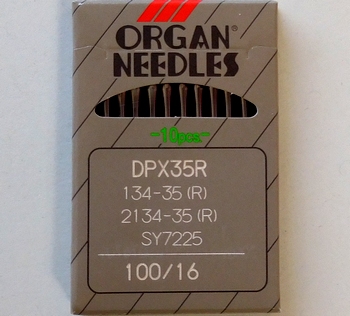 ORGAN®
NEEDLES
-10pcs-
DPX35R
134-35 (R)
2134-35 (R)
SY7225
100/16